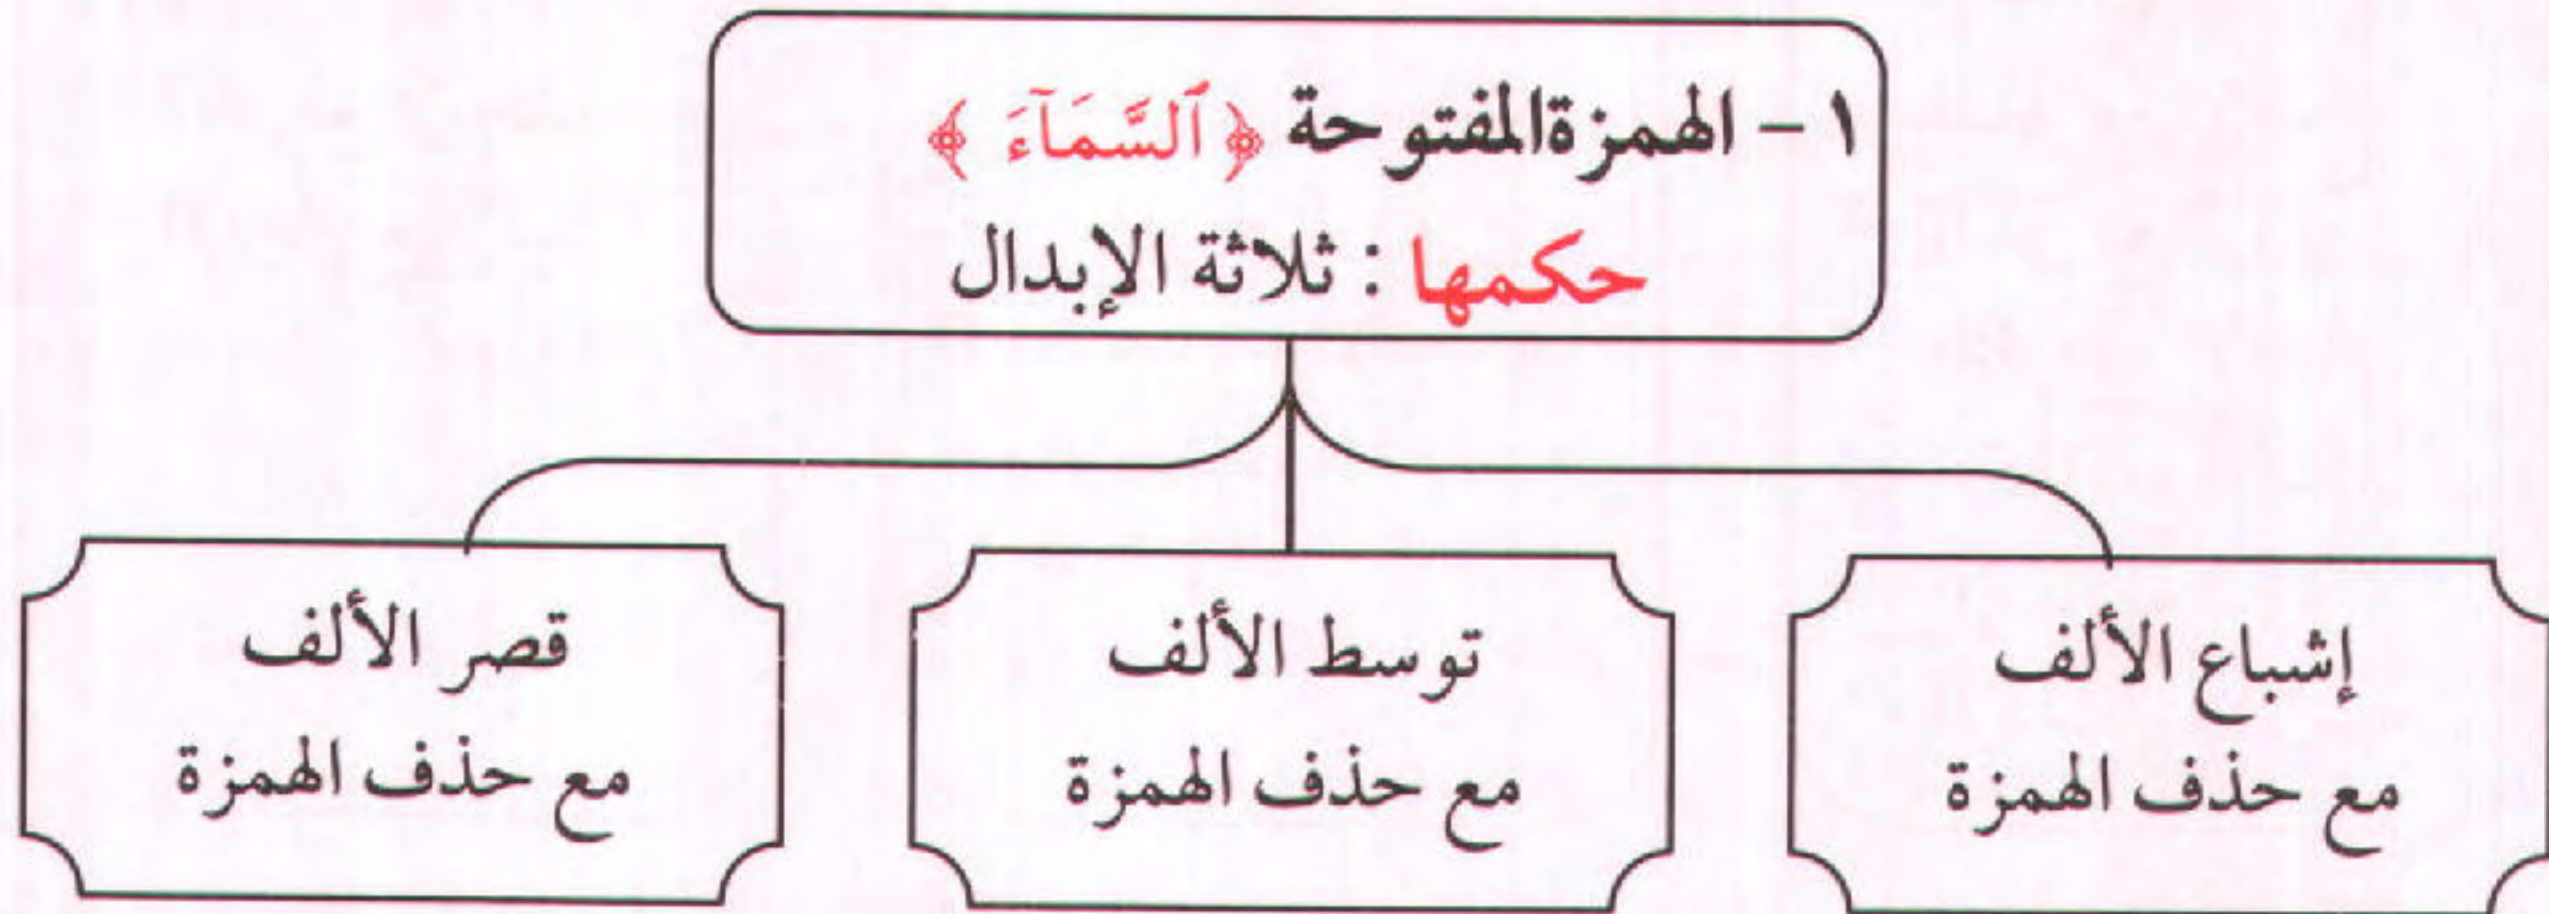 ١ - الهمزة المفتوحة ﴿ ٱلسَّمَآءَ ﴾
حكمها : ثلاثة الإبدال
إشباع الألف
مع حذف الهمزة
توسط الألف
مع حذف الهمزة
قصر الألف
مع حذف الهمزة